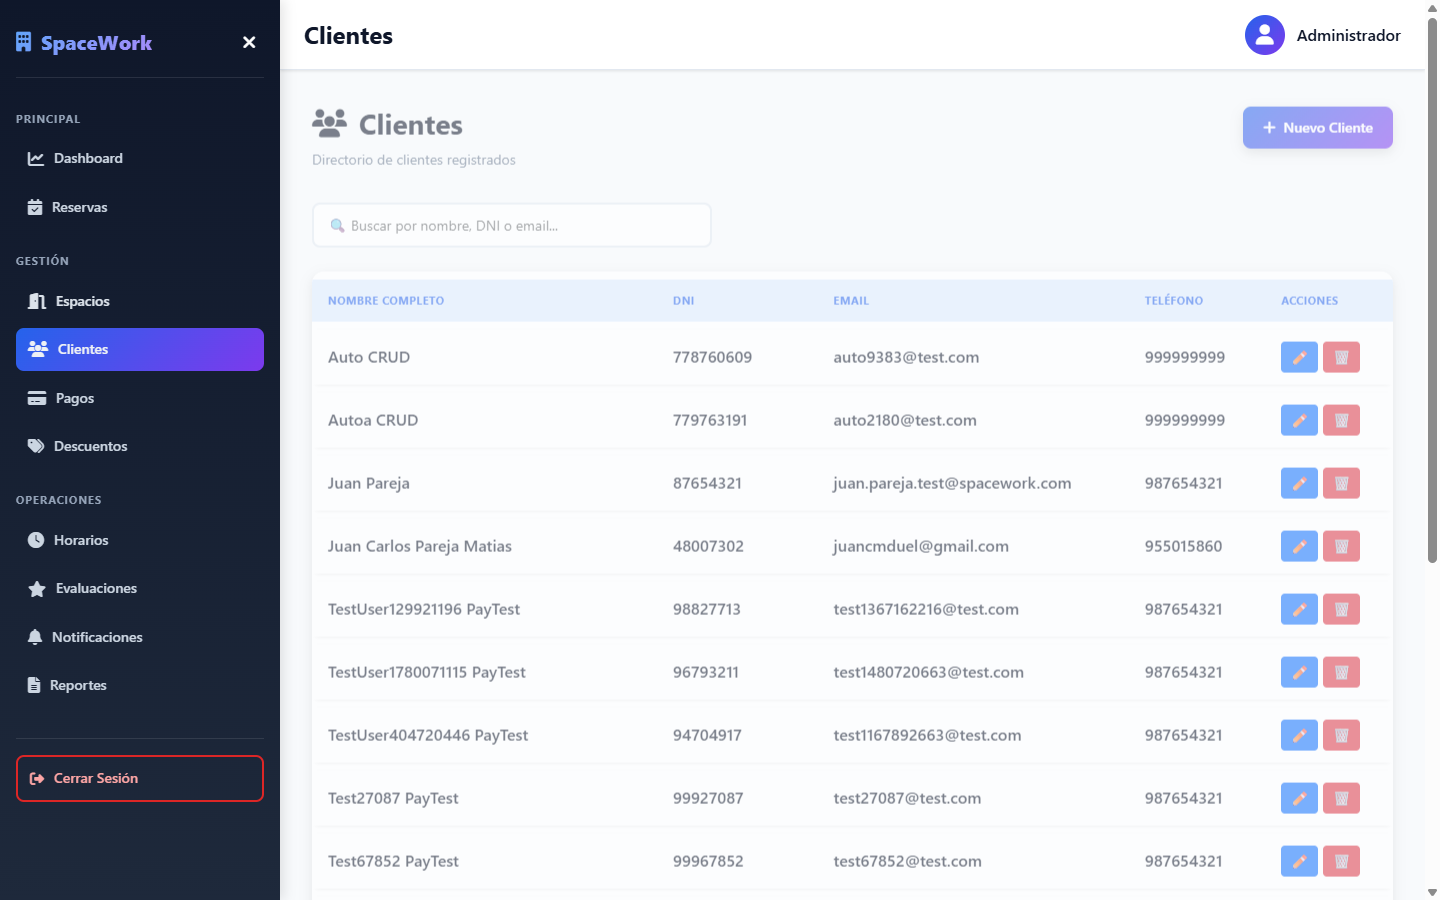 SpaceWork
PRINCIPAL
Dashboard
Reservas
GESTIÓN
Espacios
Clientes
Pagos
Descuentos
OPERACIONES
Horarios
Evaluaciones
Notificaciones
Reportes
Cerrar Sesión
Clientes
Administrador
Clientes
Directorio de clientes registrados
+ Nuevo Cliente
Buscar por nombre, DNI o email...
NOMBRE COMPLETO DNI EMAIL TELÉFONO ACCIONES
Auto CRUD 778760609 auto9383@test.com 999999999
Autoa CRUD 779763191 auto2180@test.com 999999999
Juan Pareja 87654321 juan.pareja.test@spacework.com 987654321
Juan Carlos Pareja Matias 48007302 juancmduel@gmail.com 955015860
TestUser129921196 PayTest 98827713 test1367162216@test.com 987654321
TestUser1780071115 PayTest 96793211 test1480720663@test.com 987654321
TestUser404720446 PayTest 94704917 test1167892663@test.com 987654321
Test27087 PayTest 99927087 test27087@test.com 987654321
Test67852 PayTest 99967852 test67852@test.com 987654321